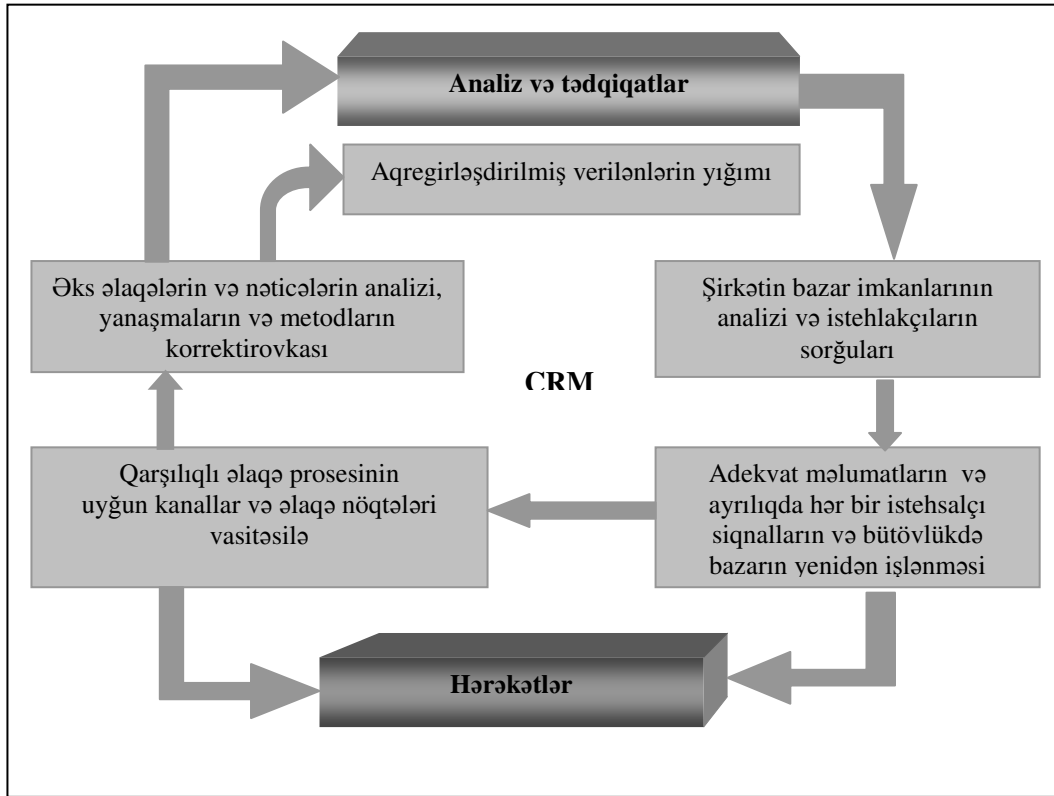 Analiz və tədqiqatlar
Aqregirləşdirilmiş verilənlərin yığımı
Əks əlaqələrin və nəticələrin analizi,
yanaşmaların və metodların
korrektirovkası
Şirkətin bazar imkanlarının
analizi və istehlakçıların
sorğuları
CRM
Qarşılıqlı əlaqə prosesinin
uyğun kanallar və əlaqə nöqtələri
vasitəsilə
Adekvat məlumatların və
ayrılıqda hər bir istehsalçı
siqnalların və bütövlükdə
bazarın yenidən işlənməsi
Hərəkətlər